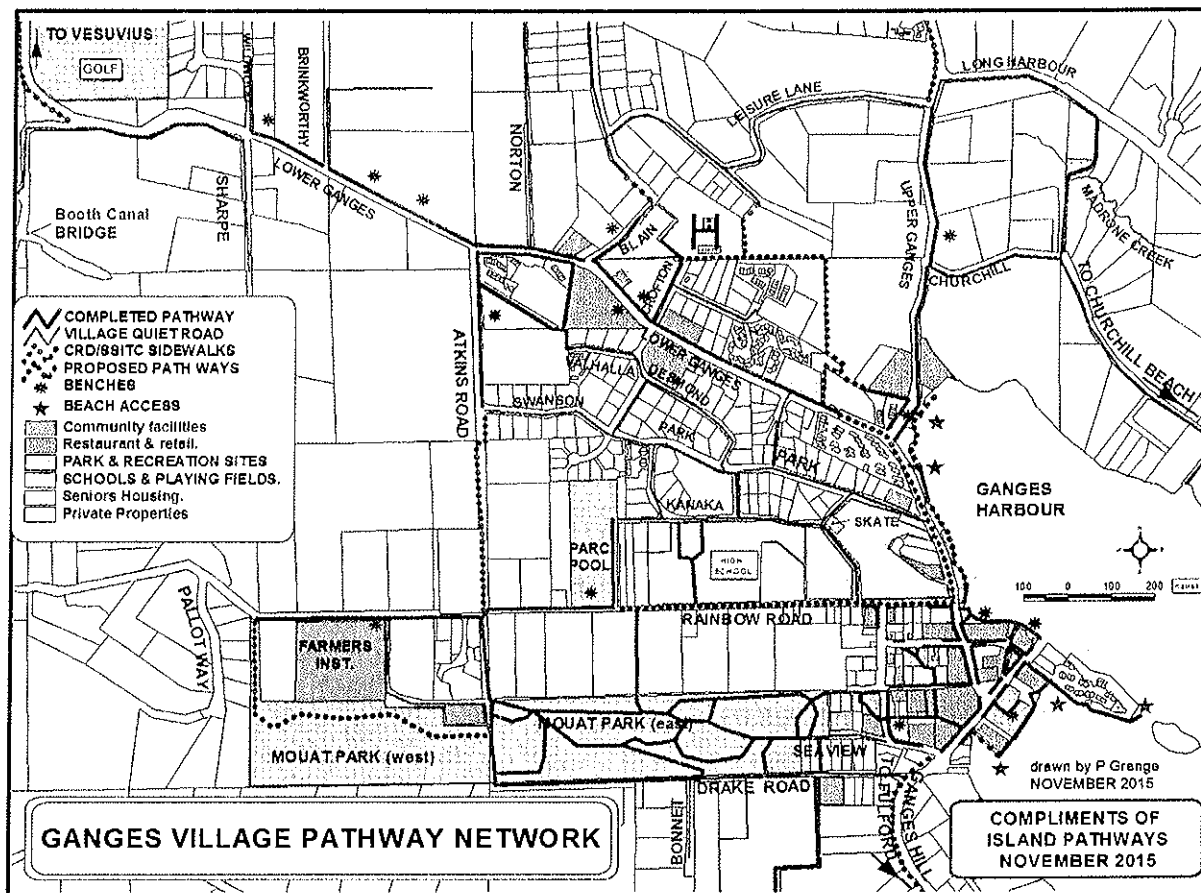 TO VESUVIUS
GOLF
BRINKWORTHY
NORTON
LEISURE LANE
LONG HARBOUR
LOWER GANGES
SHARPE
Booth Canal
BRIDGE
BLAIN
UPPER GANGES
MADRONE CREEK
CHURCHILL
TO CHURCHILL BEACH
COMPLETED PATHWAY
VILLAGE QUIET ROAD
CRD/SSITC SIDEWALKS
PROPOSED PATH WAYS
BENCHES
BEACH ACCESS
Community facilities
Restaurant & retail.
PARK & RECREATION SITES
SCHOOLS & PLAYING FIELDS.
Seniors Housing.
Private Properties
ATKINS ROAD
CROFTON
LOWER GANGES
VALHALLA
DESMOND
SWANSON
PARK
PARK
KANAKA
SKATE
GANGES
HARBOUR
PARC
POOL
HIGH
SCHOOL
100 0 100 200
RAINBOW ROAD
PALLOT WAY
FARMERS
INST.
MOUAT PARK (east)
MOUAT PARK (west)
SEAVIEW
DRAKE ROAD
BONNET
TO FULFORD
GANGES HILL
drawn by P Grange
NOVEMBER 2015
GANGES VILLAGE PATHWAY NETWORK
COMPLIMENTS OF
ISLAND PATHWAYS
NOVEMBER 2015